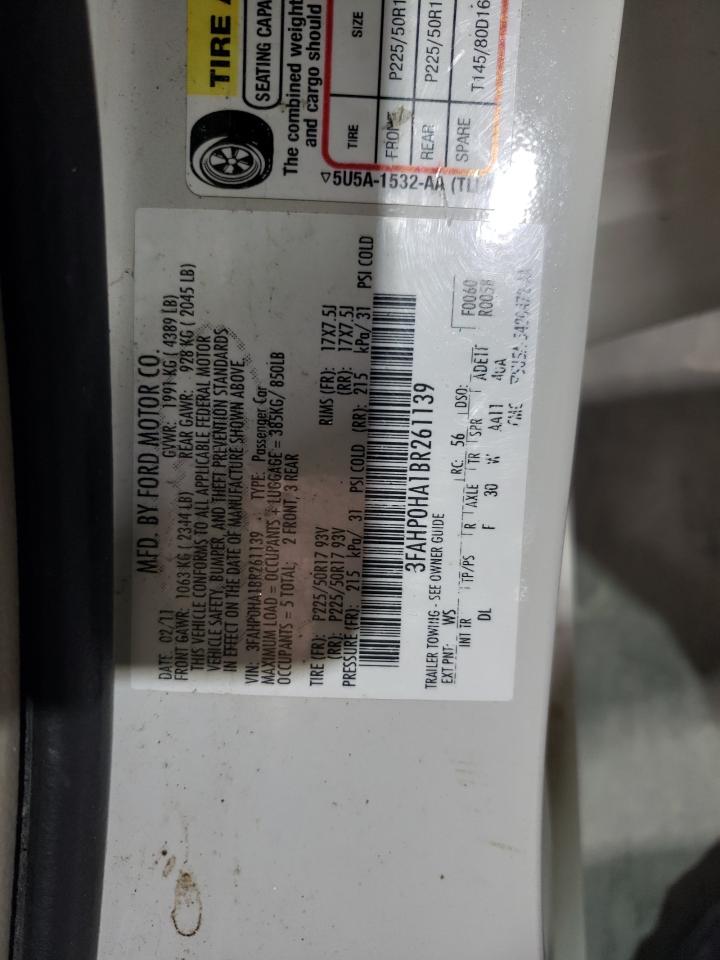 TIRE
SEATING CAPA
The combined weight
and cargo should
TIRE SIZE
FRONT P225/50R1
REAR P225/50R1
SPARE T145/80D16
5U5A-1532-AA (TL)
MFD. BY FORD MOTOR CO.
DATE: 02/11 GVWR: 1991 KG ( 4389 LB)
FRONT GAWR: 1063 KG ( 2344 LB) REAR GAWR: 928 KG ( 2045 LB)
THIS VEHICLE CONFORMS TO ALL APPLICABLE FEDERAL MOTOR
VEHICLE SAFETY, BUMPER, AND THEFT PREVENTION STANDARDS
IN EFFECT ON THE DATE OF MANUFACTURE SHOWN ABOVE.
VIN: 3FAHP0HA1BR261139 TYPE: Passenger Car
MAXIMUM LOAD = OCCUPANTS + LUGGAGE = 385KG/ 850LB
OCCUPANTS = 5 TOTAL; 2 FRONT, 3 REAR
TIRE (FR): P225/50R17 93V RIMS (FR): 17X7.5J
(RR): P225/50R17 93V (RR): 17X7.5J
PRESSURE (FR): 215 kPa/ 31 PSI COLD (RR): 215 kPa/ 31 PSI COLD
3FAHP0HA1BR261139
TRAILER TOWING - SEE OWNER GUIDE F0060
EXT PNT: WS RC: 56 DSO: R0058
INT TR TP/PS R AXLE TR SPR ADE11
DL F 30 W AA11 40A